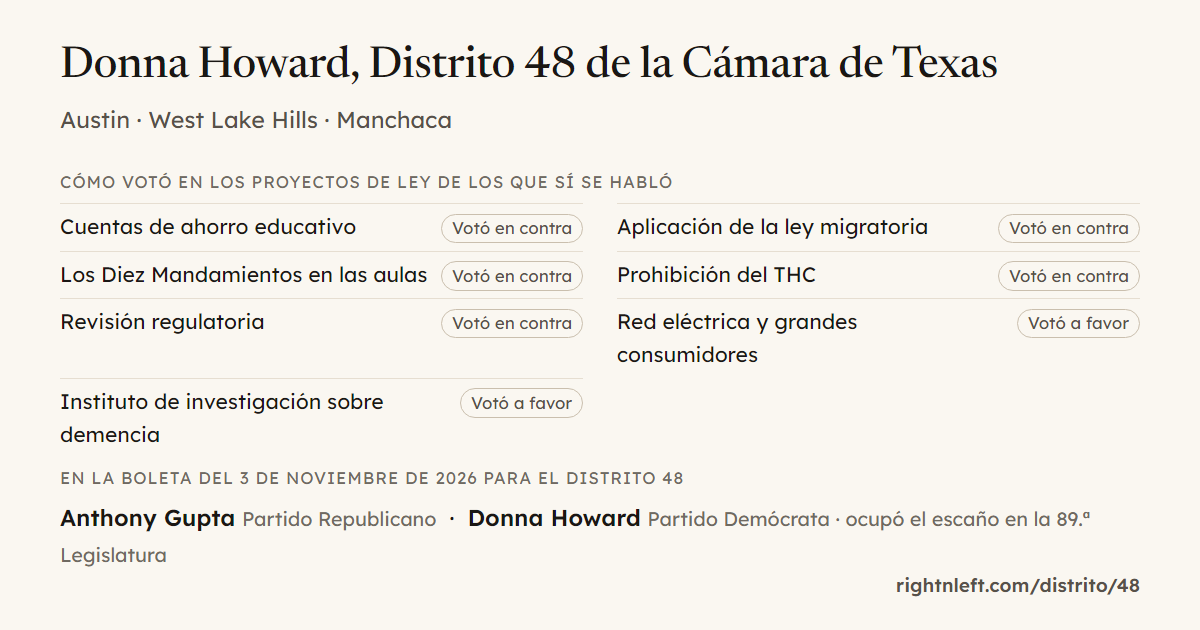 Donna Howard, Distrito 48 de la Cámara de Texas
Austin · West Lake Hills · Manchaca
CÓMO VOTÓ EN LOS PROYECTOS DE LEY DE LOS QUE SÍ SE HABLÓ
Cuentas de ahorro educativo Votó en contra
Aplicación de la ley migratoria Votó en contra
Los Diez Mandamientos en las aulas Votó en contra
Prohibición del THC Votó en contra
Revisión regulatoria Votó en contra
Red eléctrica y grandes Votó a favor
consumidores
Instituto de investigación sobre Votó a favor
demencia
EN LA BOLETA DEL 3 DE NOVIEMBRE DE 2026 PARA EL DISTRITO 48
Anthony Gupta Partido Republicano · Donna Howard Partido Demócrata · ocupó el escaño en la 89.ª
Legislatura
rightnleft.com/distrito/48